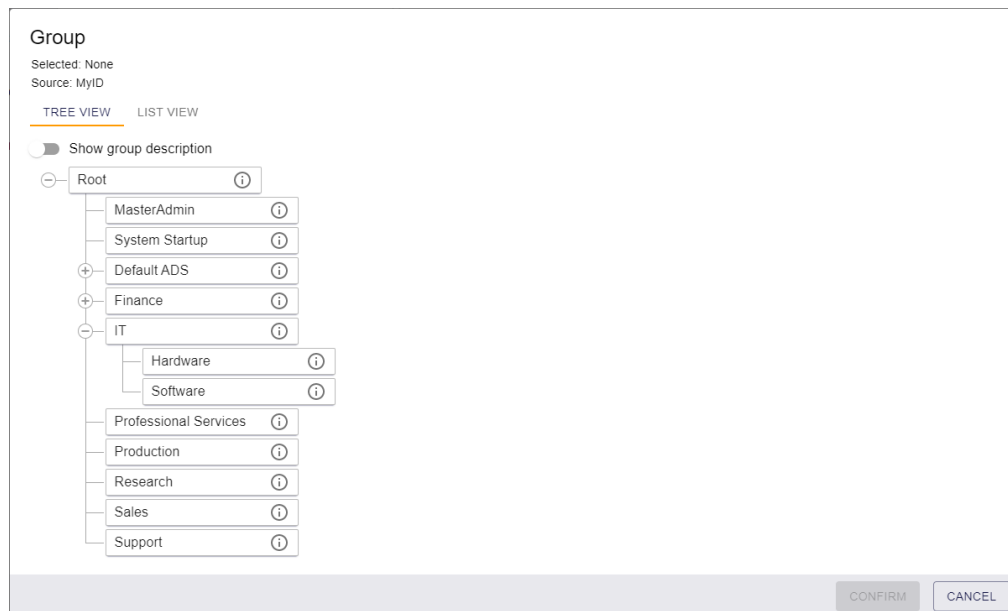 Group
Selected: None
Source: MyID
TREE VIEW LIST VIEW
Show group description
Root
MasterAdmin
System Startup
Default ADS
Finance
IT
Hardware
Software
Professional Services
Production
Research
Sales
Support
CONFIRM CANCEL